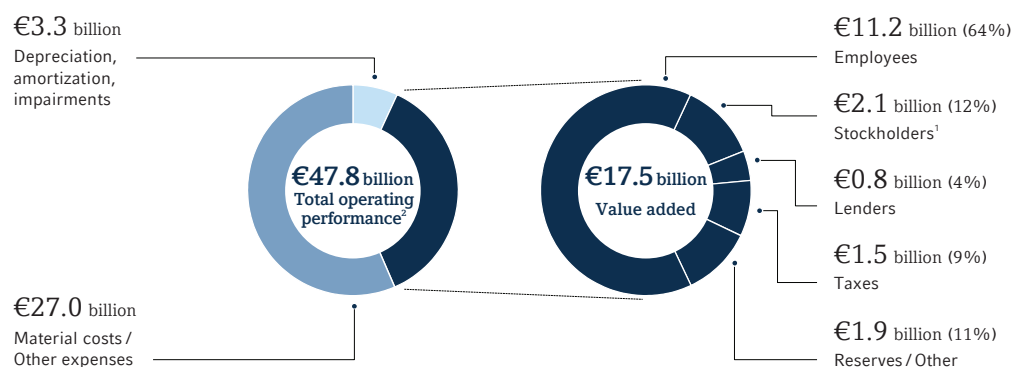 €3.3 billion
Depreciation,
amortization,
impairments
€27.0 billion
Material costs / 
Other expenses
€47.8 billion
Total operating
performance²
€17.5 billion
Value added
€11.2 billion (64%)
Employees
€2.1 billion (12%)
Stockholders¹
€0.8 billion (4%)
Lenders
€1.5 billion (9%)
Taxes
€1.9 billion (11%)
Reserves / Other